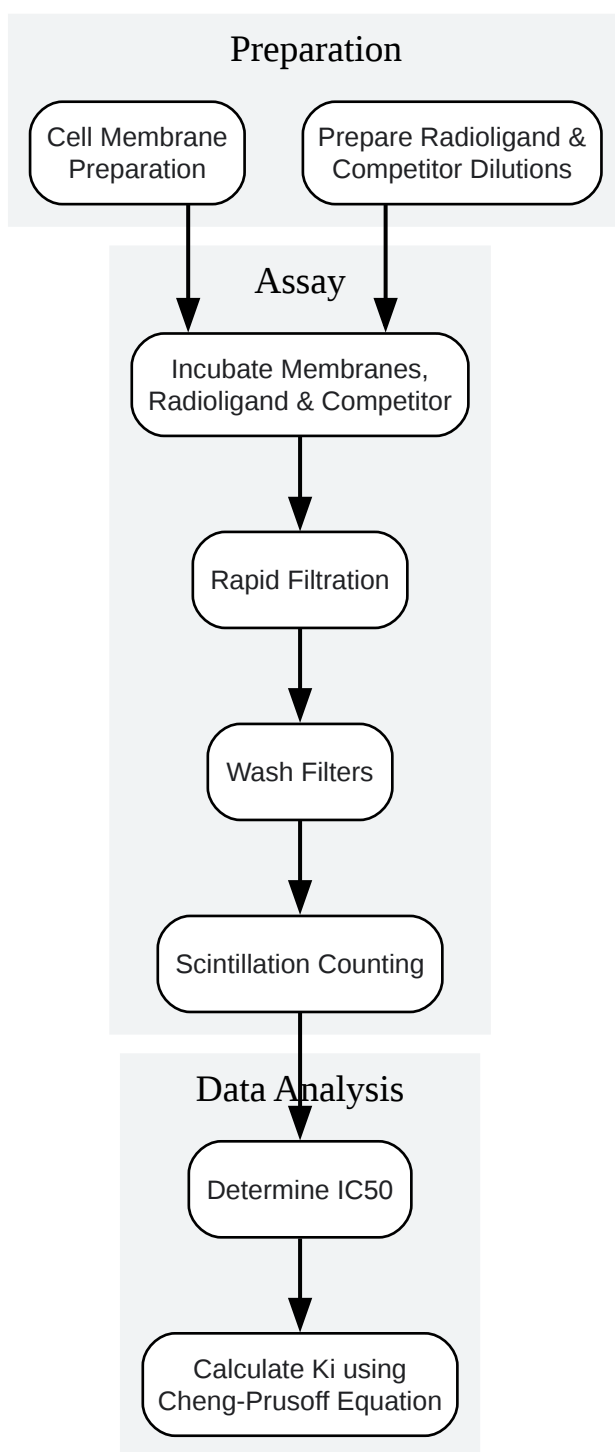 Preparation
Cell Membrane
Preparation
Prepare Radioligand &
Competitor Dilutions
Assay
Incubate Membranes,
Radioligand & Competitor
Rapid Filtration
Wash Filters
Scintillation Counting
Data Analysis
Determine IC50
Calculate Ki using
Cheng-Prusoff Equation